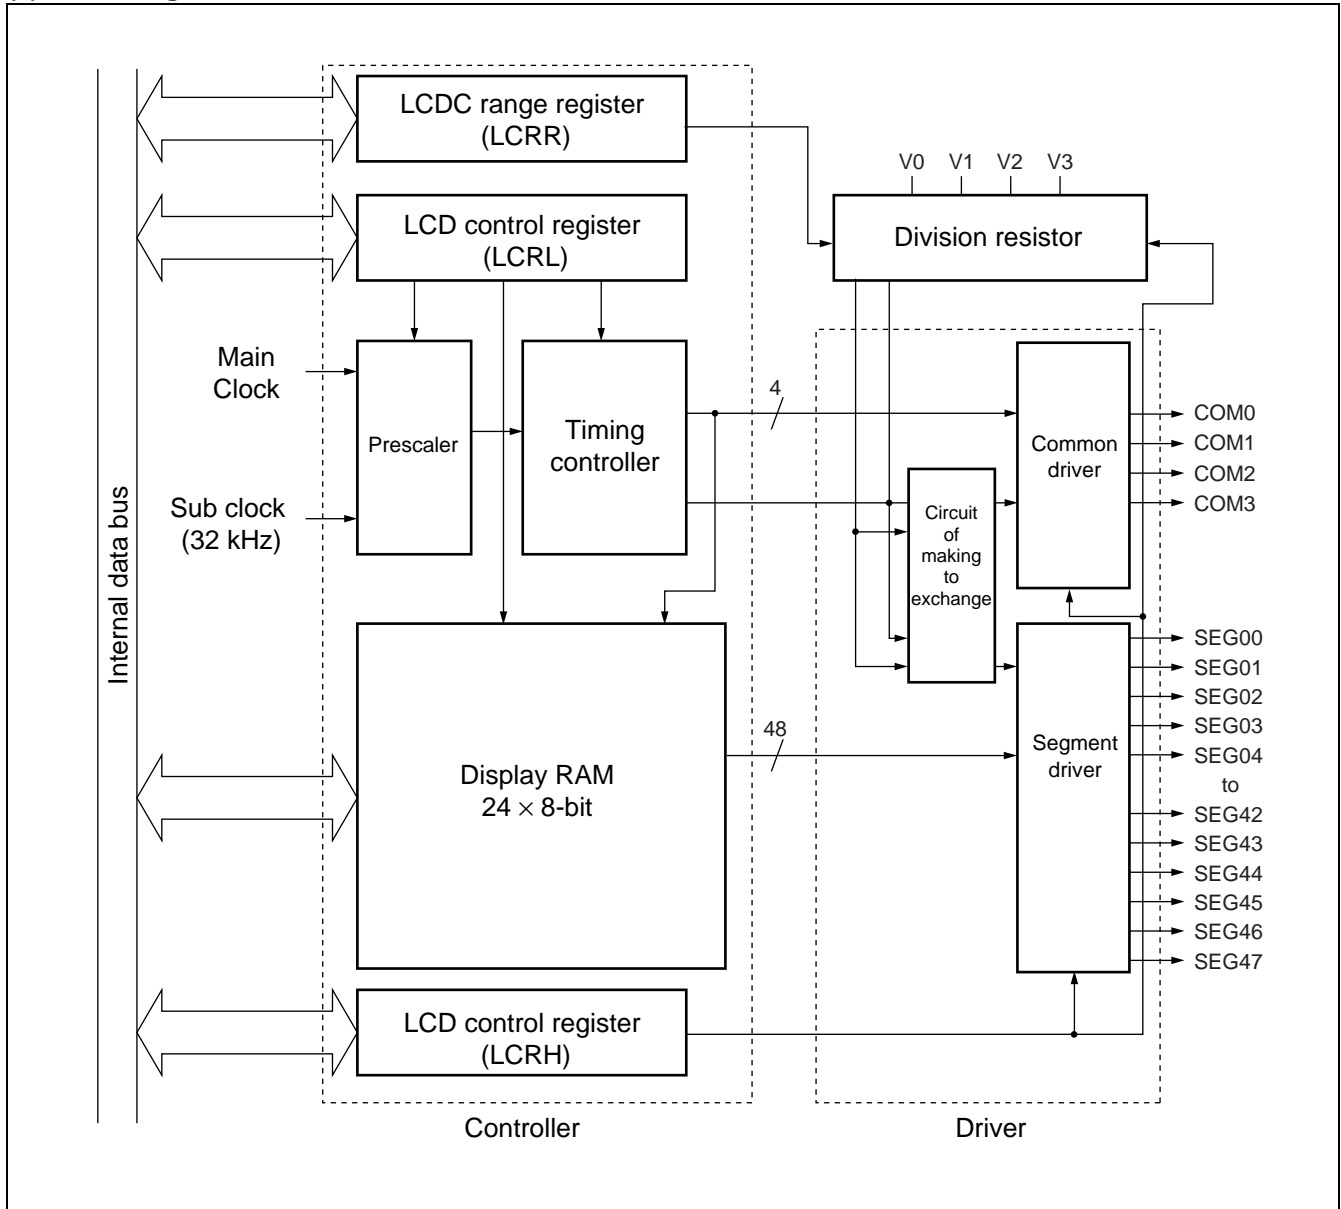 LCDC range register
(LCRR)
V0 V1 V2 V3
LCD control register
(LCRL)
Division resistor
Main
Clock
Prescaler
Timing
controller
4
Common
driver
COM0
COM1
COM2
COM3
Sub clock
(32 kHz)
Circuit
of
making
to
exchange
Internal data bus
Display RAM
24 × 8-bit
48
Segment
driver
SEG00
SEG01
SEG02
SEG03
SEG04
to
SEG42
SEG43
SEG44
SEG45
SEG46
SEG47
LCD control register
(LCRH)
Controller
Driver